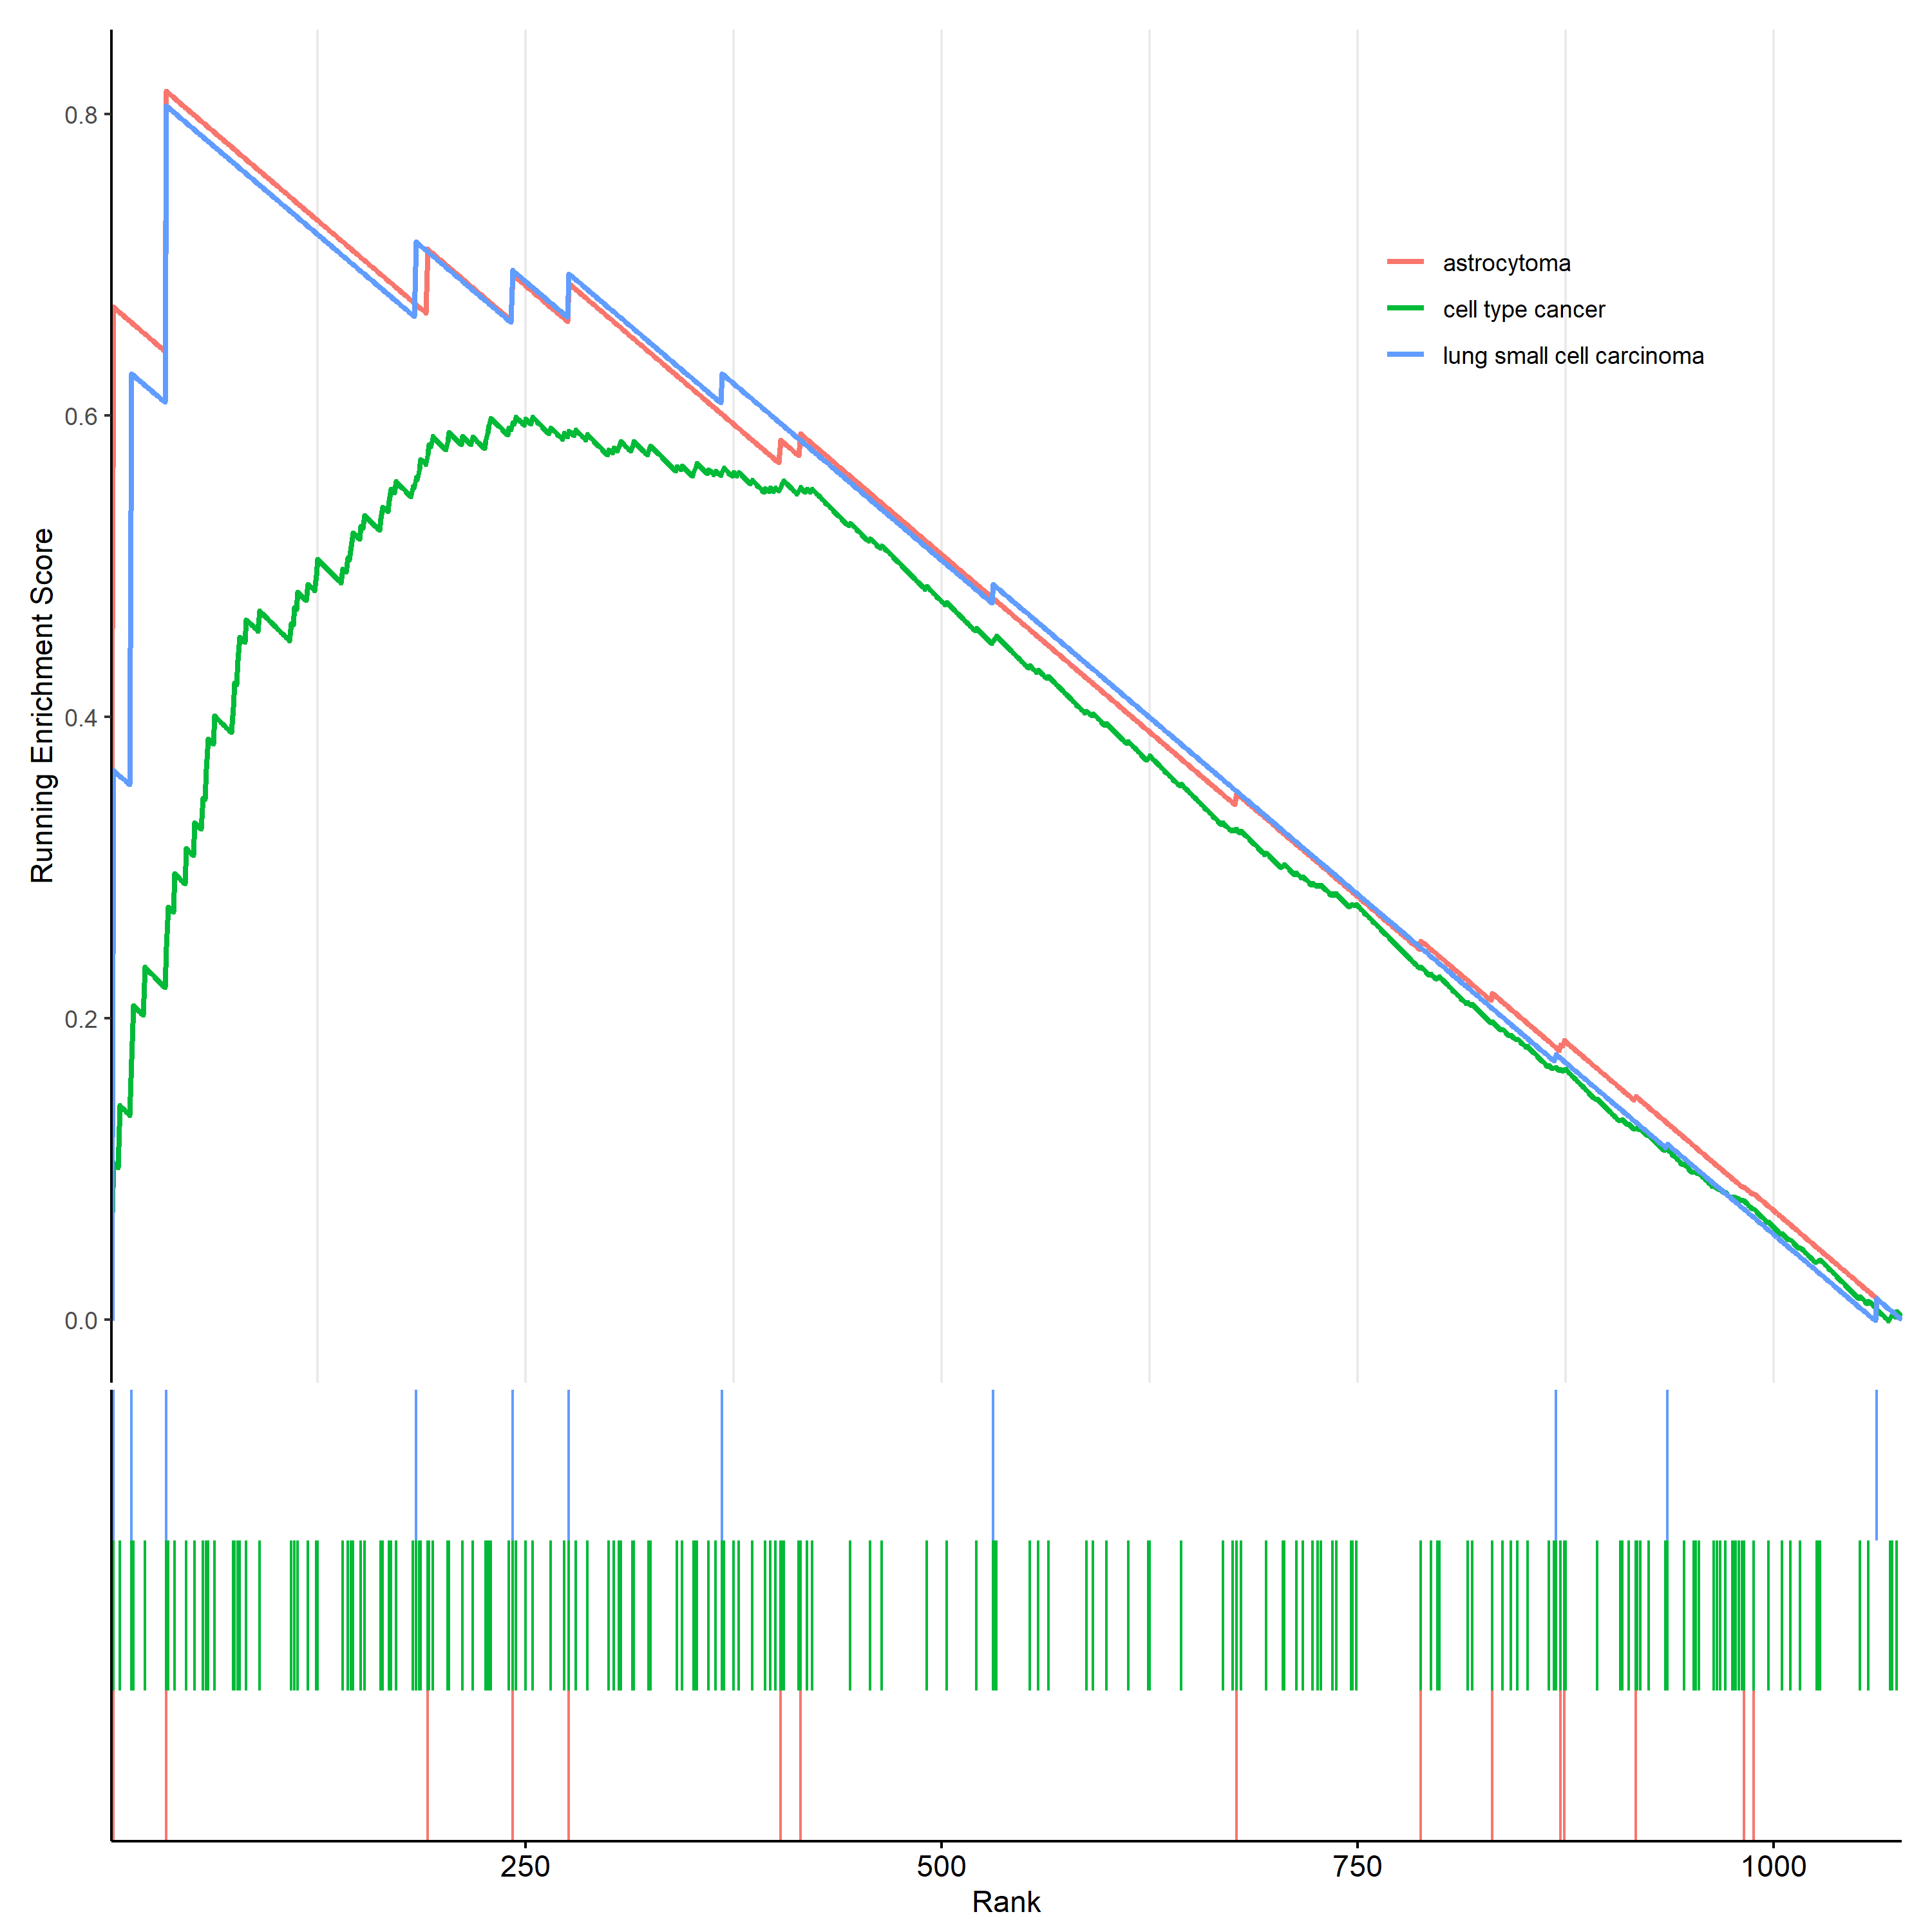 0.8
0.6
0.4
0.2
0.0
Running Enrichment Score
astrocytoma
cell type cancer
lung small cell carcinoma
250 500 750 1000
Rank